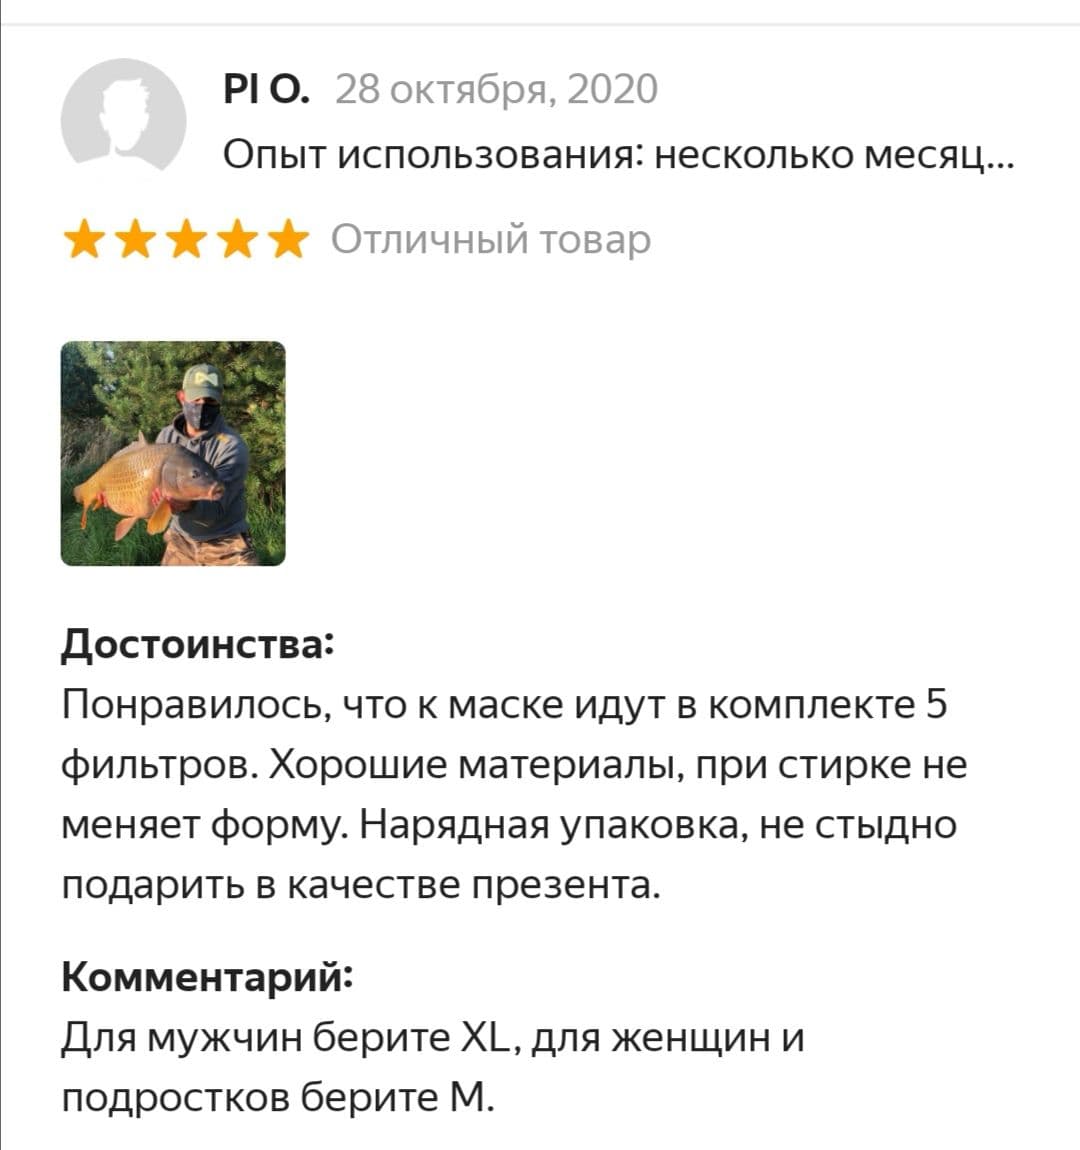 Pl O. 28 октября, 2020
Опыт использования: несколько месяц...
Отличный товар
Достоинства:
Понравилось, что к маске идут в комплекте 5
фильтров. Хорошие материалы, при стирке не
меняет форму. Нарядная упаковка, не стыдно
подарить в качестве презента.
Комментарий:
Для мужчин берите XL, для женщин и
подростков берите M.